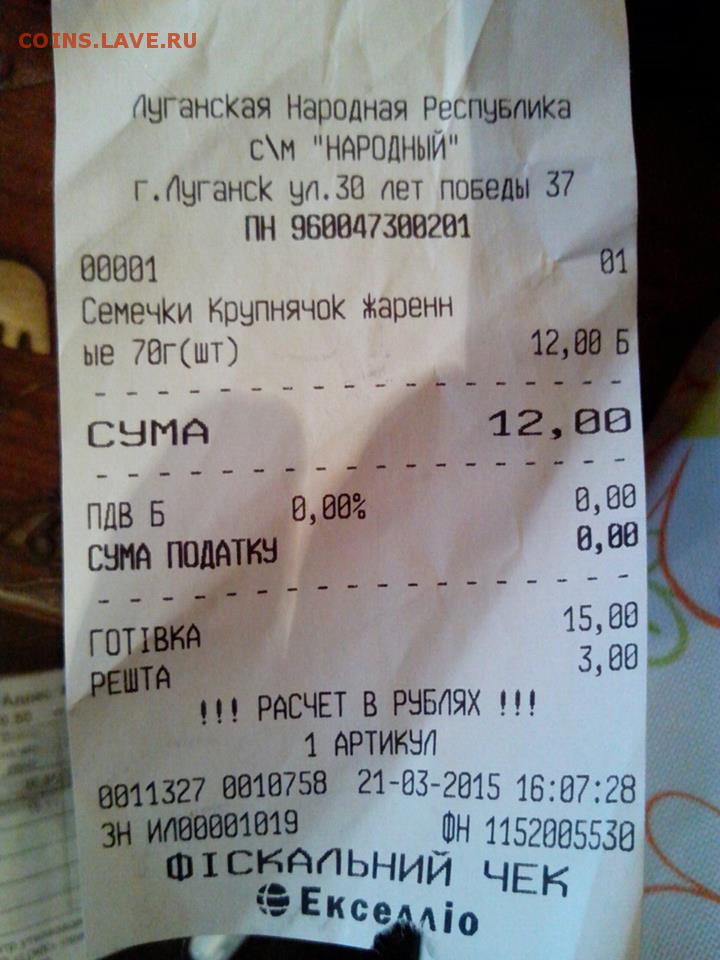 COINS.LAVE.RU
Луганская Народная Республика
с\м "НАРОДНЫЙ"
г.Луганск ул.30 лет победы 37
ПН 960047300201
00001 01
Семечки Крупнячок жаренн
ые 70г(шт) 12,00 Б
СУМА 12,00
ПДВ Б 0,00% 0,00
СУМА ПОДАТКУ 0,00
ГОТІВКА 15,00
РЕШТА 3,00
!!! РАСЧЕТ В РУБЛЯХ !!!
1 АРТИКУЛ
0011327 0010758 21-03-2015 16:07:28
ЗН ИЛ00001019 ФН 1152005530
ФІСКАЛЬНИЙ ЧЕК
Екселліо